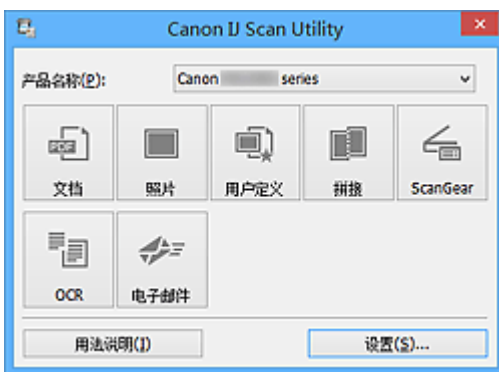 Canon IJ Scan Utility
产品名称(P): Canon series
PDF
文档 照片 用户定义 拼接 ScanGear
OCR 电子邮件
用法说明(I) 设置(S)...